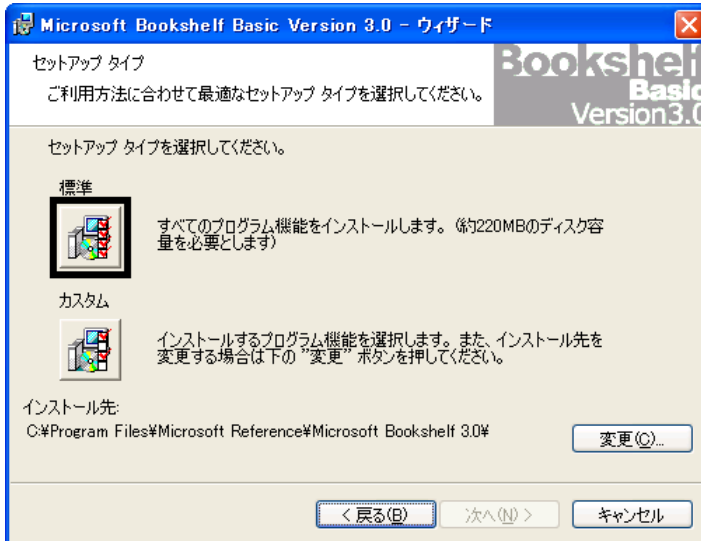 Microsoft Bookshelf Basic Version 3.0 - ウィザード
セットアップ タイプ
ご利用方法に合わせて最適なセットアップ タイプを選択してください。
Bookshelf
Basic
Version3.0
セットアップ タイプを選択してください。
標準
すべてのプログラム機能をインストールします。(約220MBのディスク容
量を必要とします)
カスタム
インストールするプログラム機能を選択します。また、インストール先を
変更する場合は下の "変更" ボタンを押してください。
インストール先:
C:¥Program Files¥Microsoft Reference¥Microsoft Bookshelf 3.0¥
変更(C)...
< 戻る(B)
次へ(N) >
キャンセル